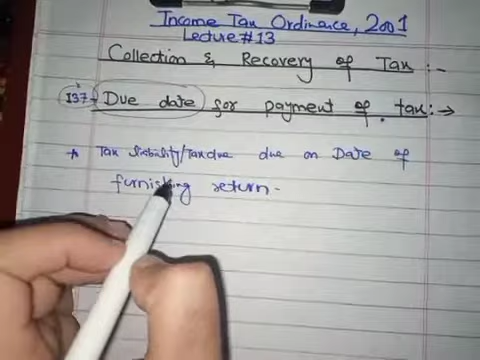 Income Tax Ordinance, 2001
Lecture #13
Collection & Recovery of Tax :-
137 - Due date for payment of tax :→
* Tax liability/Tax due due on Date of
furnishing return.